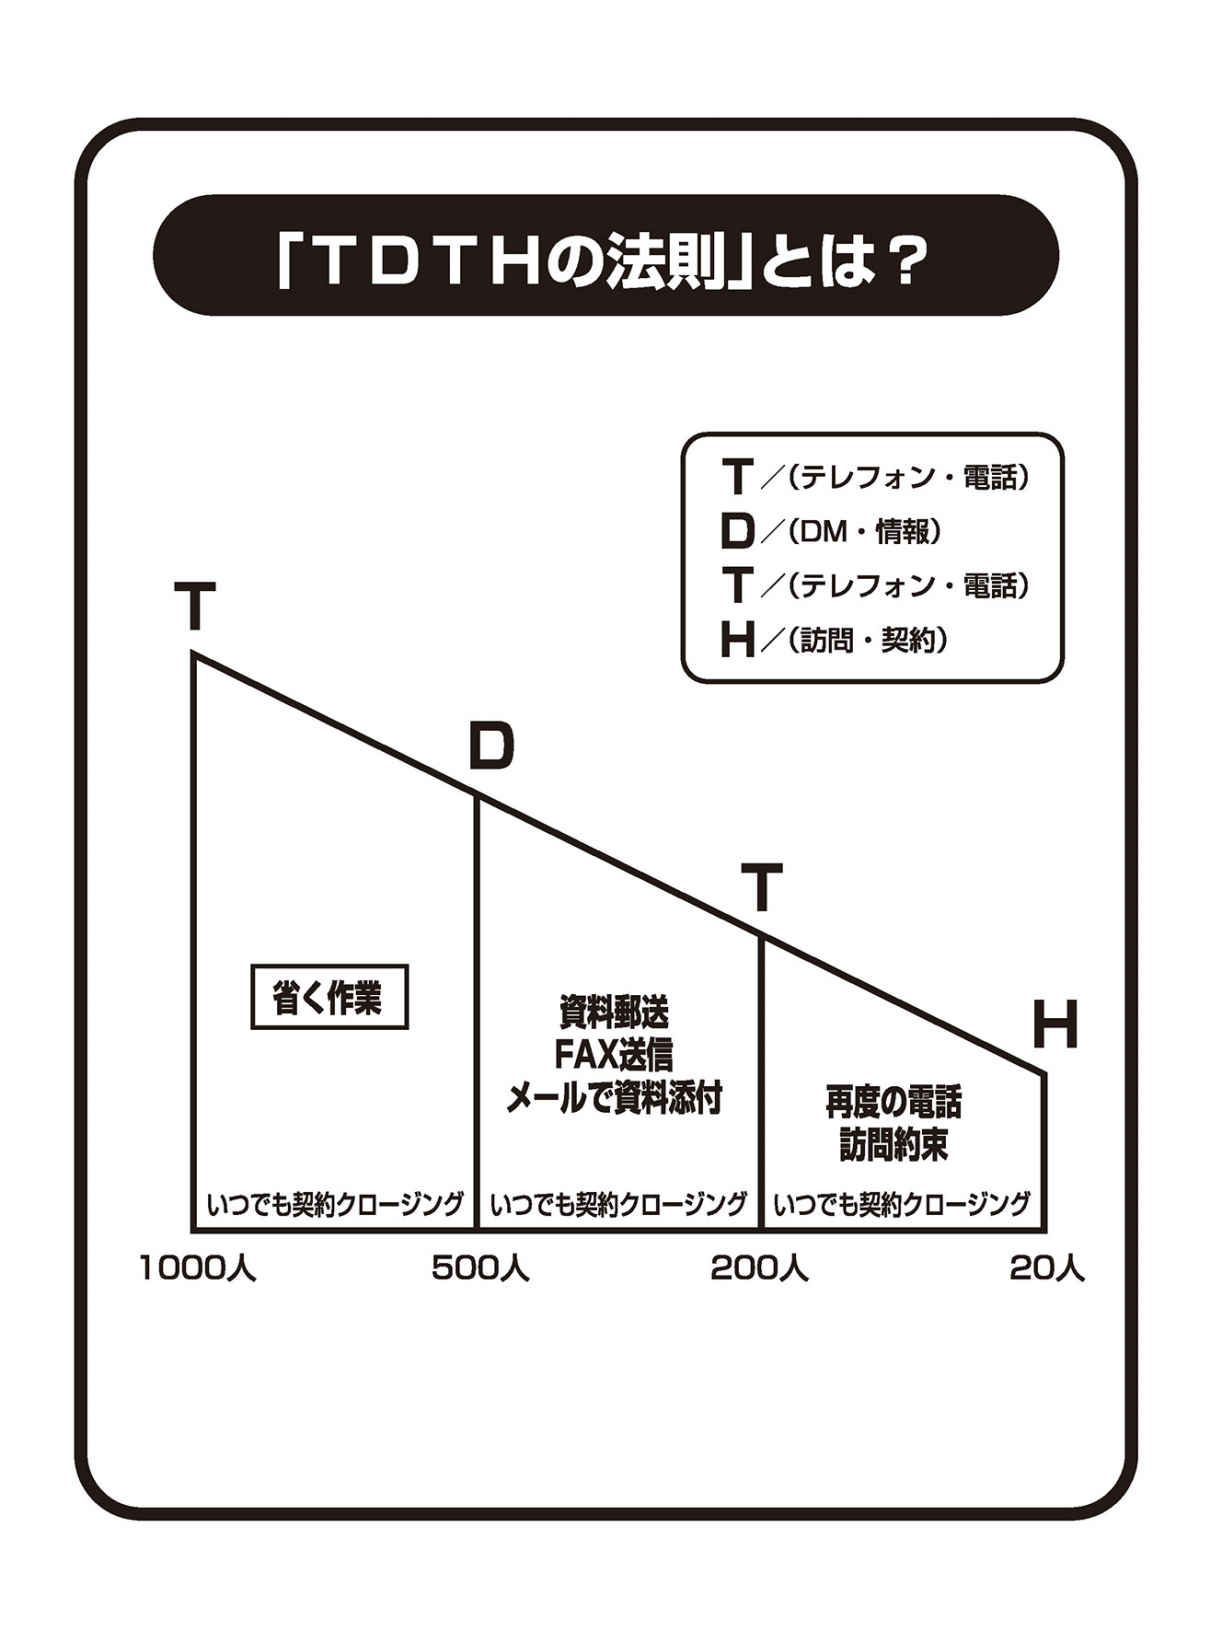 「TDTHの法則」とは？
T／(テレフォン・電話)
D／(DM・情報)
T／(テレフォン・電話)
H／(訪問・契約)
T
D
T
H
省く作業
資料郵送
FAX送信
メールで資料添付
再度の電話
訪問約束
いつでも契約クロージング
いつでも契約クロージング
いつでも契約クロージング
1000人
500人
200人
20人